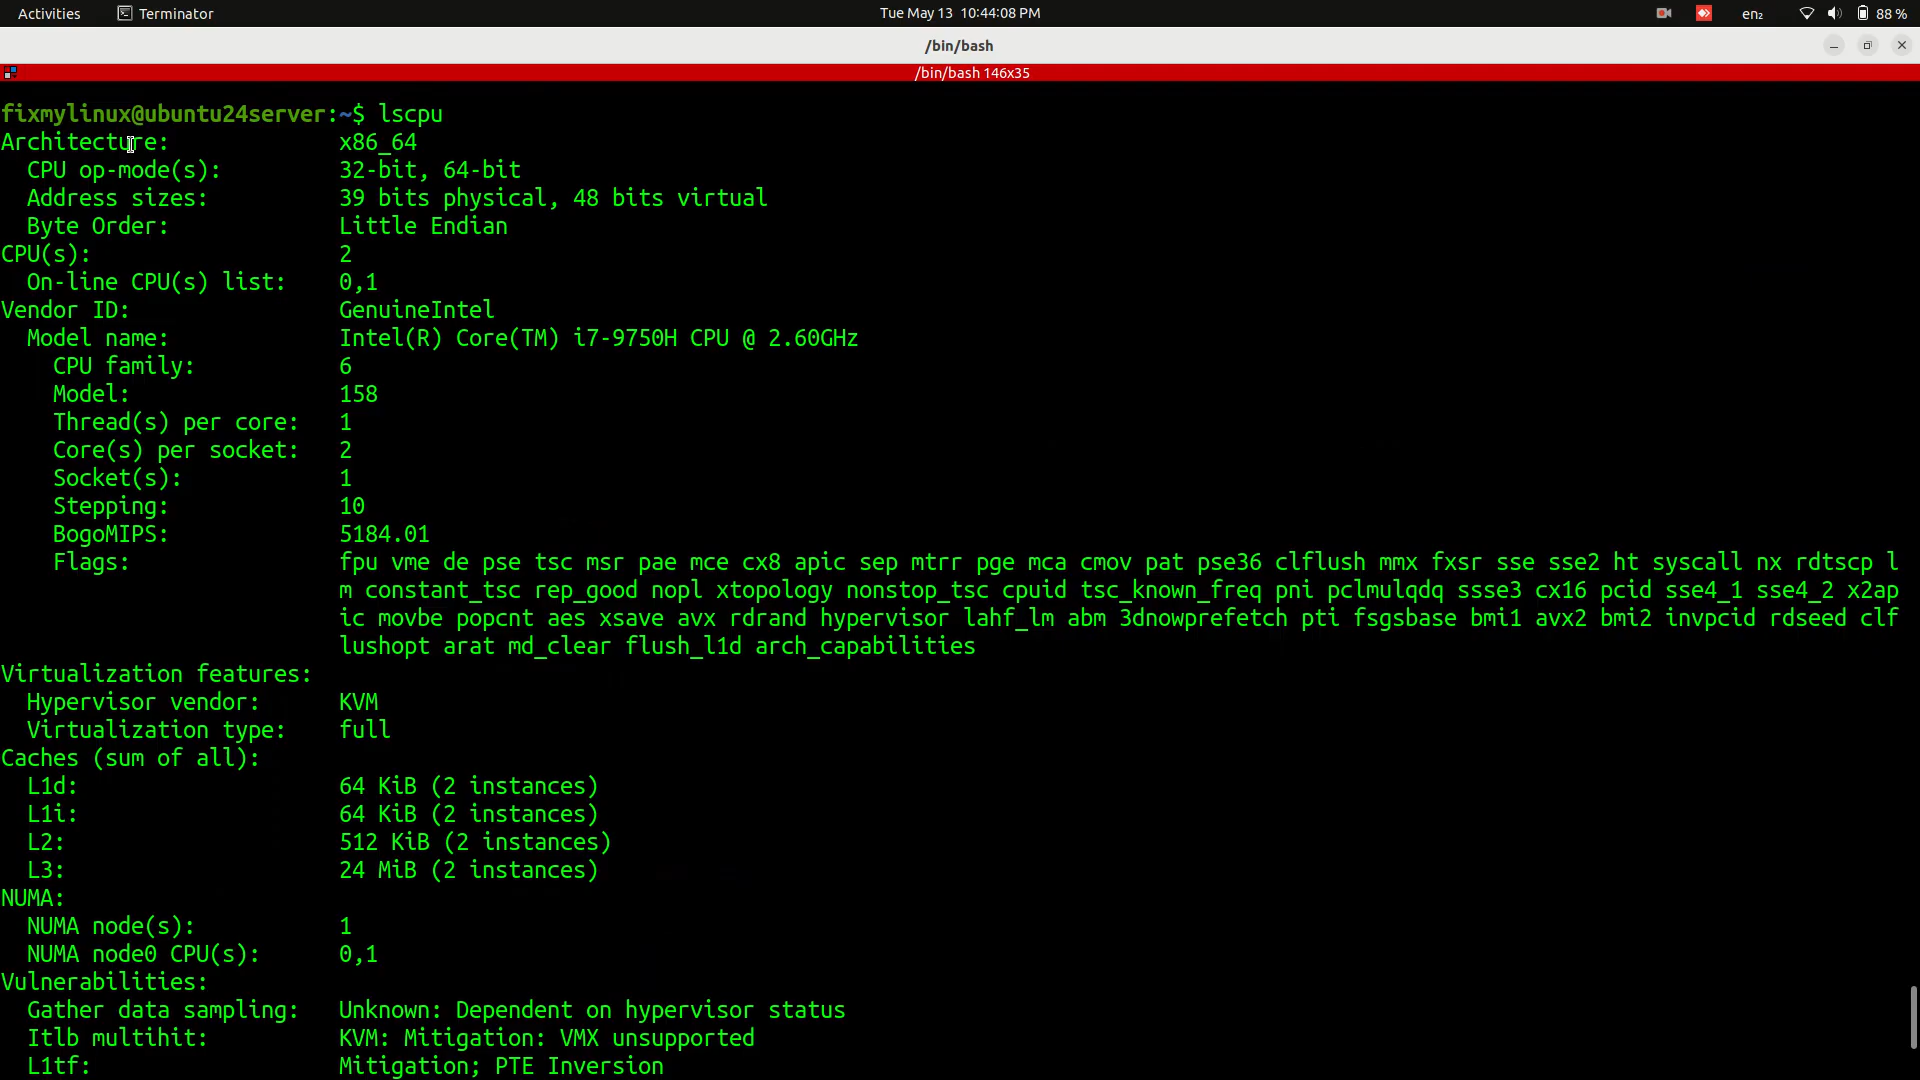 Activities Terminator Tue May 13 10:44:08 PM en₂ 88 %
/bin/bash
/bin/bash 146x35
fixmylinux@ubuntu24server:~$ lscpu
Architecture: x86_64
CPU op-mode(s): 32-bit, 64-bit
Address sizes: 39 bits physical, 48 bits virtual
Byte Order: Little Endian
CPU(s): 2
On-line CPU(s) list: 0,1
Vendor ID: GenuineIntel
Model name: Intel(R) Core(TM) i7-9750H CPU @ 2.60GHz
CPU family: 6
Model: 158
Thread(s) per core: 1
Core(s) per socket: 2
Socket(s): 1
Stepping: 10
BogoMIPS: 5184.01
Flags: fpu vme de pse tsc msr pae mce cx8 apic sep mtrr pge mca cmov pat pse36 clflush mmx fxsr sse sse2 ht syscall nx rdtscp l
m constant_tsc rep_good nopl xtopology nonstop_tsc cpuid tsc_known_freq pni pclmulqdq ssse3 cx16 pcid sse4_1 sse4_2 x2ap
ic movbe popcnt aes xsave avx rdrand hypervisor lahf_lm abm 3dnowprefetch pti fsgsbase bmi1 avx2 bmi2 invpcid rdseed clf
lushopt arat md_clear flush_l1d arch_capabilities
Virtualization features:
Hypervisor vendor: KVM
Virtualization type: full
Caches (sum of all):
L1d: 64 KiB (2 instances)
L1i: 64 KiB (2 instances)
L2: 512 KiB (2 instances)
L3: 24 MiB (2 instances)
NUMA:
NUMA node(s): 1
NUMA node0 CPU(s): 0,1
Vulnerabilities:
Gather data sampling: Unknown: Dependent on hypervisor status
Itlb multihit: KVM: Mitigation: VMX unsupported
L1tf: Mitigation; PTE Inversion